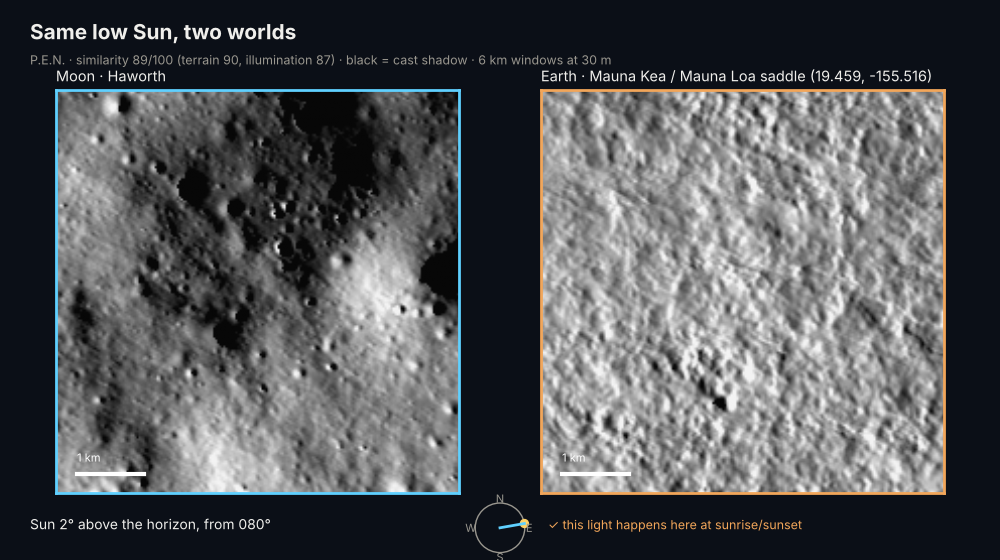 Same low Sun, two worlds
P.E.N. · similarity 89/100 (terrain 90, illumination 87) · black = cast shadow · 6 km windows at 30 m
Moon · Haworth
Earth · Mauna Kea / Mauna Loa saddle (19.459, -155.516)
1 km
1 km
Sun 2° above the horizon, from 080°
N
W
E
S
✓ this light happens here at sunrise/sunset